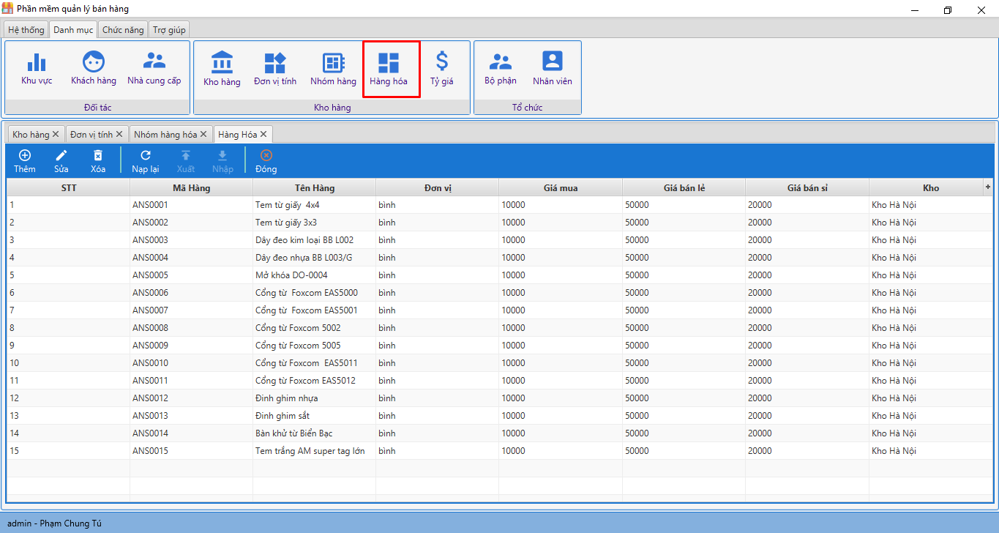 Phần mềm quản lý bán hàng
Hệ thống Danh mục Chức năng Trợ giúp
Khu vực Khách hàng Nhà cung cấp Kho hàng Đơn vị tính Nhóm hàng Hàng hóa Tỷ giá Bộ phận Nhân viên
Đối tác Kho hàng Tổ chức
Kho hàng Đơn vị tính Nhóm hàng hóa Hàng Hóa
Thêm Sửa Xóa Nạp lại Xuất Nhập Đóng
STT Mã Hàng Tên Hàng Đơn vị Giá mua Giá bán lẻ Giá bán sỉ Kho +
1 ANS0001 Tem từ giấy 4x4 bình 10000 50000 20000 Kho Hà Nội
2 ANS0002 Tem từ giấy 3x3 bình 10000 50000 20000 Kho Hà Nội
3 ANS0003 Dây đeo kim loại BB L002 bình 10000 50000 20000 Kho Hà Nội
4 ANS0004 Dây đeo nhựa BB L003/G bình 10000 50000 20000 Kho Hà Nội
5 ANS0005 Mở khóa DO-0004 bình 10000 50000 20000 Kho Hà Nội
6 ANS0006 Cổng từ Foxcom EAS5000 bình 10000 50000 20000 Kho Hà Nội
7 ANS0007 Cổng từ Foxcom EAS5001 bình 10000 50000 20000 Kho Hà Nội
8 ANS0008 Cổng từ Foxcom 5002 bình 10000 50000 20000 Kho Hà Nội
9 ANS0009 Cổng từ Foxcom 5005 bình 10000 50000 20000 Kho Hà Nội
10 ANS0010 Cổng từ Foxcom EAS5011 bình 10000 50000 20000 Kho Hà Nội
11 ANS0011 Cổng từ Foxcom EAS5012 bình 10000 50000 20000 Kho Hà Nội
12 ANS0012 Đinh ghim nhựa bình 10000 50000 20000 Kho Hà Nội
13 ANS0013 Đinh ghim sắt bình 10000 50000 20000 Kho Hà Nội
14 ANS0014 Bàn khử từ Biển Bạc bình 10000 50000 20000 Kho Hà Nội
15 ANS0015 Tem trắng AM super tag lớn bình 10000 50000 20000 Kho Hà Nội
admin - Phạm Chung Tú